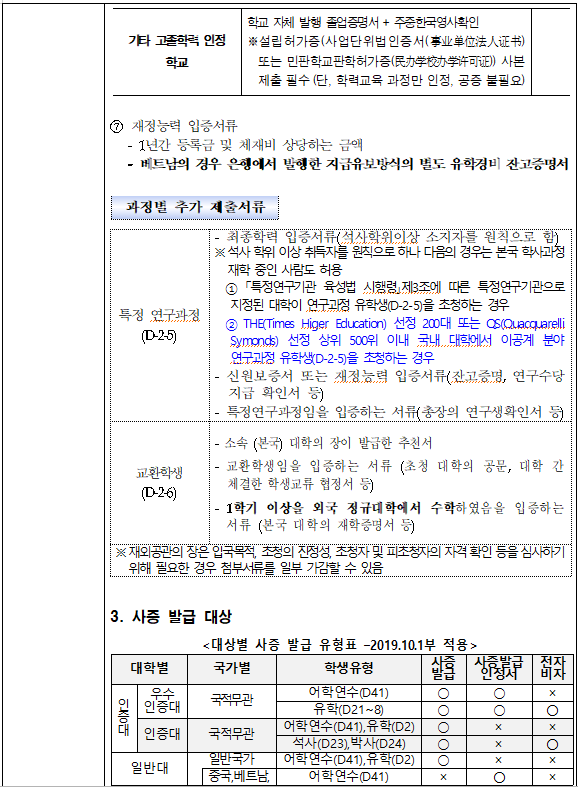 기타 고졸학력 인정
학교
학교 자체 발행 졸업증명서 + 주중한국영사확인
※설립허가증(사업단위법인증서(事业单位法人证书)
또는 민판학교판학허가증(民办学校办学许可证)) 사본
제출 필수(단, 학력교육 과정만 인정, 공증 불필요)
⑦ 재정능력 입증서류
- 1년간 등록금 및 체재비 상당하는 금액
- 베트남의 경우 은행에서 발행한 지급유보방식의 별도 유학경비 잔고증명서
과정별 추가 제출서류
특정 연구과정
(D-2-5)
- 최종학력 입증서류(석사학위이상 소지자를 원칙으로 함)
※석사 학위 이상 취득자를 원칙으로 하나 다음의 경우는 본국 학사과정
재학 중인 사람도 허용
① 「특정연구기관 육성법 시행령」제3조에 따른 특정연구기관으로
지정된 대학이 연구과정 유학생(D-2-5)을 초청하는 경우
② THE(Times Higer Education) 선정 200대 또는 QS(Quacquarelli
Symonds) 선정 상위 500위 이내 국내 대학에서 이공계 분야
연구과정 유학생(D-2-5)을 초청하는 경우
- 신원보증서 또는 재정능력 입증서류(잔고증명, 연구수당
지급 확인서 등)
- 특정연구과정임을 입증하는 서류(총장의 연구생확인서 등)
교환학생
(D-2-6)
- 소속 (본국) 대학의 장이 발급한 추천서
- 교환학생임을 입증하는 서류 (초청 대학의 공문, 대학 간
체결한 학생교류 협정서 등)
- 1학기 이상을 외국 정규대학에서 수학하였음을 입증하는
서류 (본국 대학의 재학증명서 등)
※재외공관의 장은 입국목적, 초청의 진정성, 초청자 및 피초청자의 자격 확인 등을 심사하기
위해 필요한 경우 첨부서류를 일부 가감할 수 있음
3. 사증 발급 대상
<대상별 사증 발급 유형표 -2019.10.1부 적용>
대학별 국가별 학생유형 사증발급 사증발급인정서 전자비자
인증대 우수인증대 국적무관 어학연수(D41) ○ ○ ×
유학(D21~8) ○ ○ ○
인증대 국적무관 어학연수(D41),유학(D2) ○ × ×
석사(D23),박사(D24) ○ × ○
일반대 일반국가 어학연수(D41),유학(D2) ○ × ×
중국,베트남, 어학연수(D41) × ○ ×